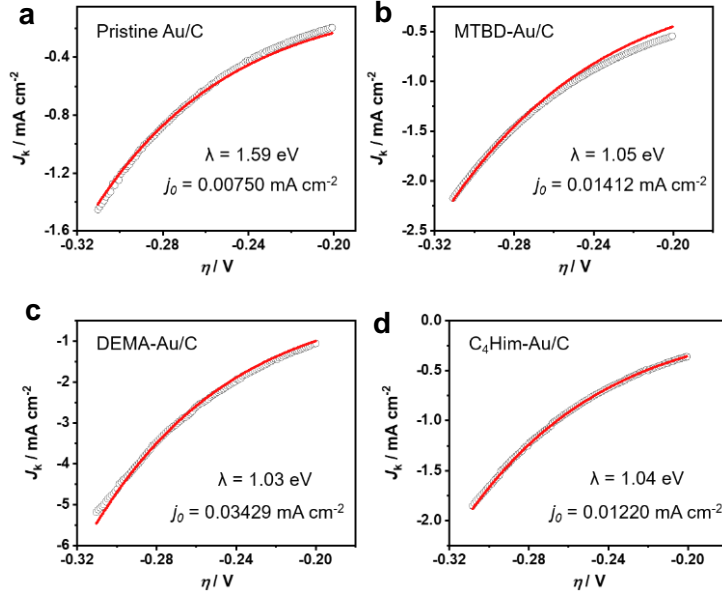 a
Pristine Au/C
-0.4
-0.8
-1.2
-1.6
Jk / mA cm-2
λ = 1.59 eV
j0 = 0.00750 mA cm-2
-0.32 -0.28 -0.24 -0.20
η / V
b
MTBD-Au/C
0.0
-0.5
-1.0
-1.5
-2.0
-2.5
Jk / mA cm-2
λ = 1.05 eV
j0 = 0.01412 mA cm-2
-0.32 -0.28 -0.24 -0.20
η / V
c
DEMA-Au/C
-1
-2
-3
-4
-5
-6
Jk / mA cm-2
λ = 1.03 eV
j0 = 0.03429 mA cm-2
-0.32 -0.28 -0.24 -0.20
η / V
d
C4Him-Au/C
0.0
-0.5
-1.0
-1.5
-2.0
Jk / mA cm-2
λ = 1.04 eV
j0 = 0.01220 mA cm-2
-0.32 -0.28 -0.24 -0.20
η / V